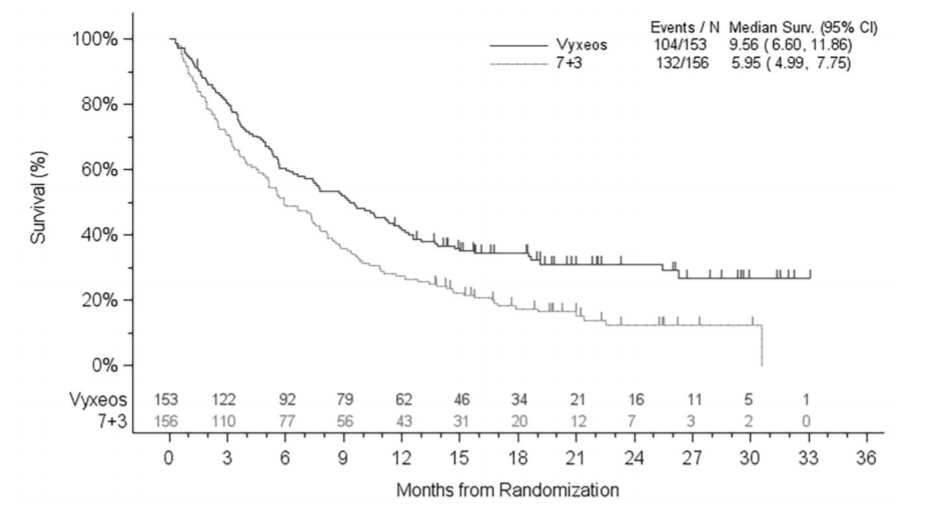 Events / N Median Surv. (95% CI)
Vyxeos 104/153 9.56 ( 6.60, 11.86)
7+3 132/156 5.95 ( 4.99, 7.75)
100%
80%
60%
40%
20%
0%
Survival (%)
Vyxeos 153 122 92 79 62 46 34 21 16 11 5 1
7+3 156 110 77 56 43 31 20 12 7 3 2 0
0 3 6 9 12 15 18 21 24 27 30 33 36
Months from Randomization